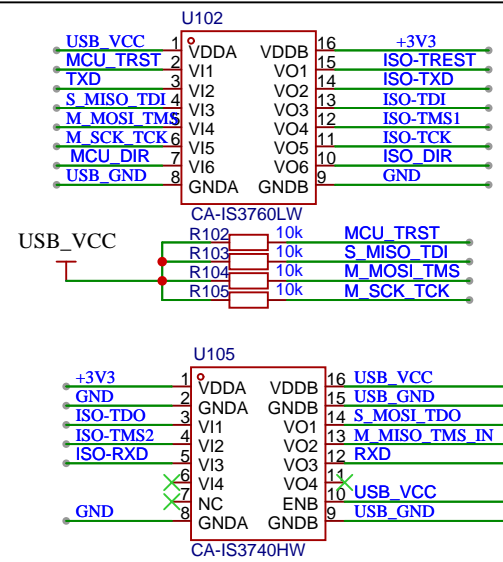 U102
USB_VCC 1 VDDA VDDB 16 +3V3
MCU_TRST 2 VI1 VO1 15 ISO-TREST
TXD 3 VI2 VO2 14 ISO-TXD
S_MISO_TDI 4 VI3 VO3 13 ISO-TDI
M_MOSI_TMS 5 VI4 VO4 12 ISO-TMS1
M_SCK_TCK 6 VI5 VO5 11 ISO-TCK
MCU_DIR 7 VI6 VO6 10 ISO_DIR
USB_GND 8 GNDA GNDB 9 GND
CA-IS3760LW
USB_VCC
R102 10k MCU_TRST
R103 10k S_MISO_TDI
R104 10k M_MOSI_TMS
R105 10k M_SCK_TCK
U105
+3V3 1 VDDA VDDB 16 USB_VCC
GND 2 GNDA GNDB 15 USB_GND
ISO-TDO 3 VI1 VO1 14 S_MOSI_TDO
ISO-TMS2 4 VI2 VO2 13 M_MISO_TMS_IN
ISO-RXD 5 VI3 VO3 12 RXD
6 VI4 VO4 11
7 NC ENB 10 USB_VCC
GND 8 GNDA GNDB 9 USB_GND
CA-IS3740HW